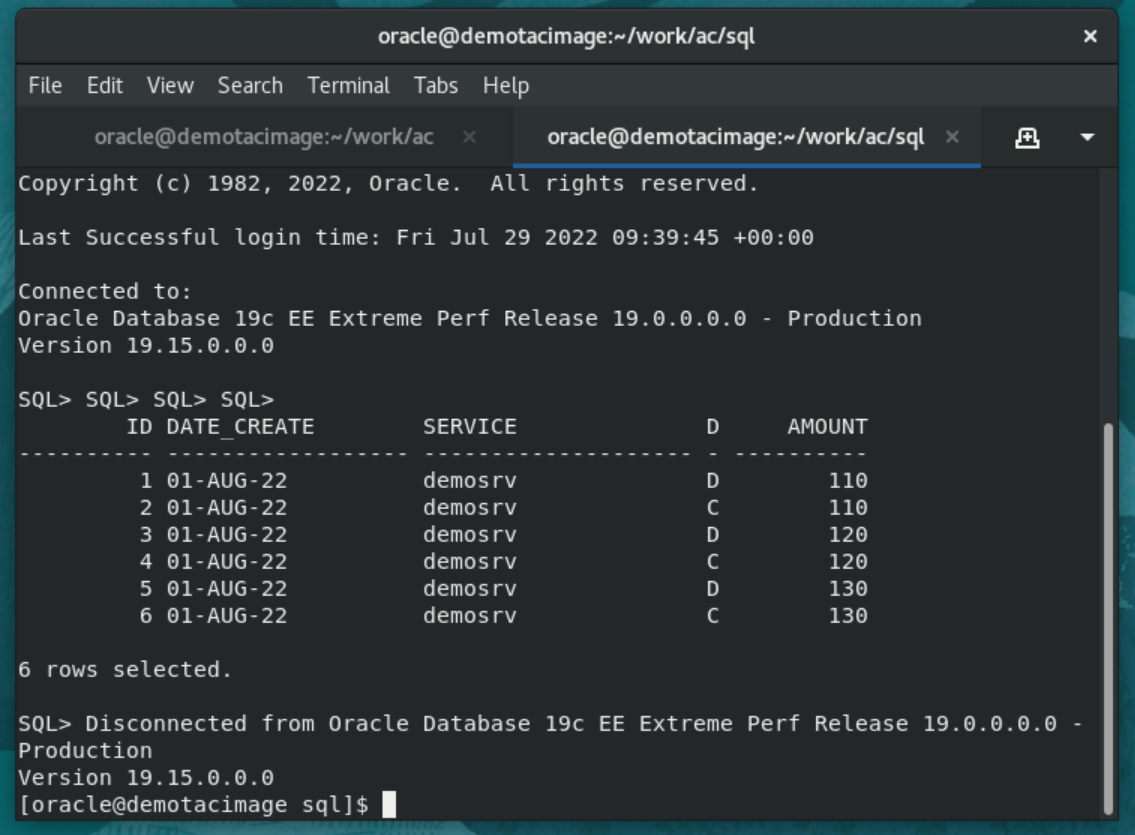 oracle@demotacimage:~/work/ac/sql ×
File Edit View Search Terminal Tabs Help
oracle@demotacimage:~/work/ac × oracle@demotacimage:~/work/ac/sql ×
Copyright (c) 1982, 2022, Oracle.  All rights reserved.
Last Successful login time: Fri Jul 29 2022 09:39:45 +00:00
Connected to:
Oracle Database 19c EE Extreme Perf Release 19.0.0.0.0 - Production
Version 19.15.0.0.0
SQL> SQL> SQL> SQL>
        ID DATE_CREATE        SERVICE              D     AMOUNT
---------- ------------------ -------------------- - ----------
         1 01-AUG-22          demosrv              D        110
         2 01-AUG-22          demosrv              C        110
         3 01-AUG-22          demosrv              D        120
         4 01-AUG-22          demosrv              C        120
         5 01-AUG-22          demosrv              D        130
         6 01-AUG-22          demosrv              C        130
6 rows selected.
SQL> Disconnected from Oracle Database 19c EE Extreme Perf Release 19.0.0.0.0 -
Production
Version 19.15.0.0.0
[oracle@demotacimage sql]$